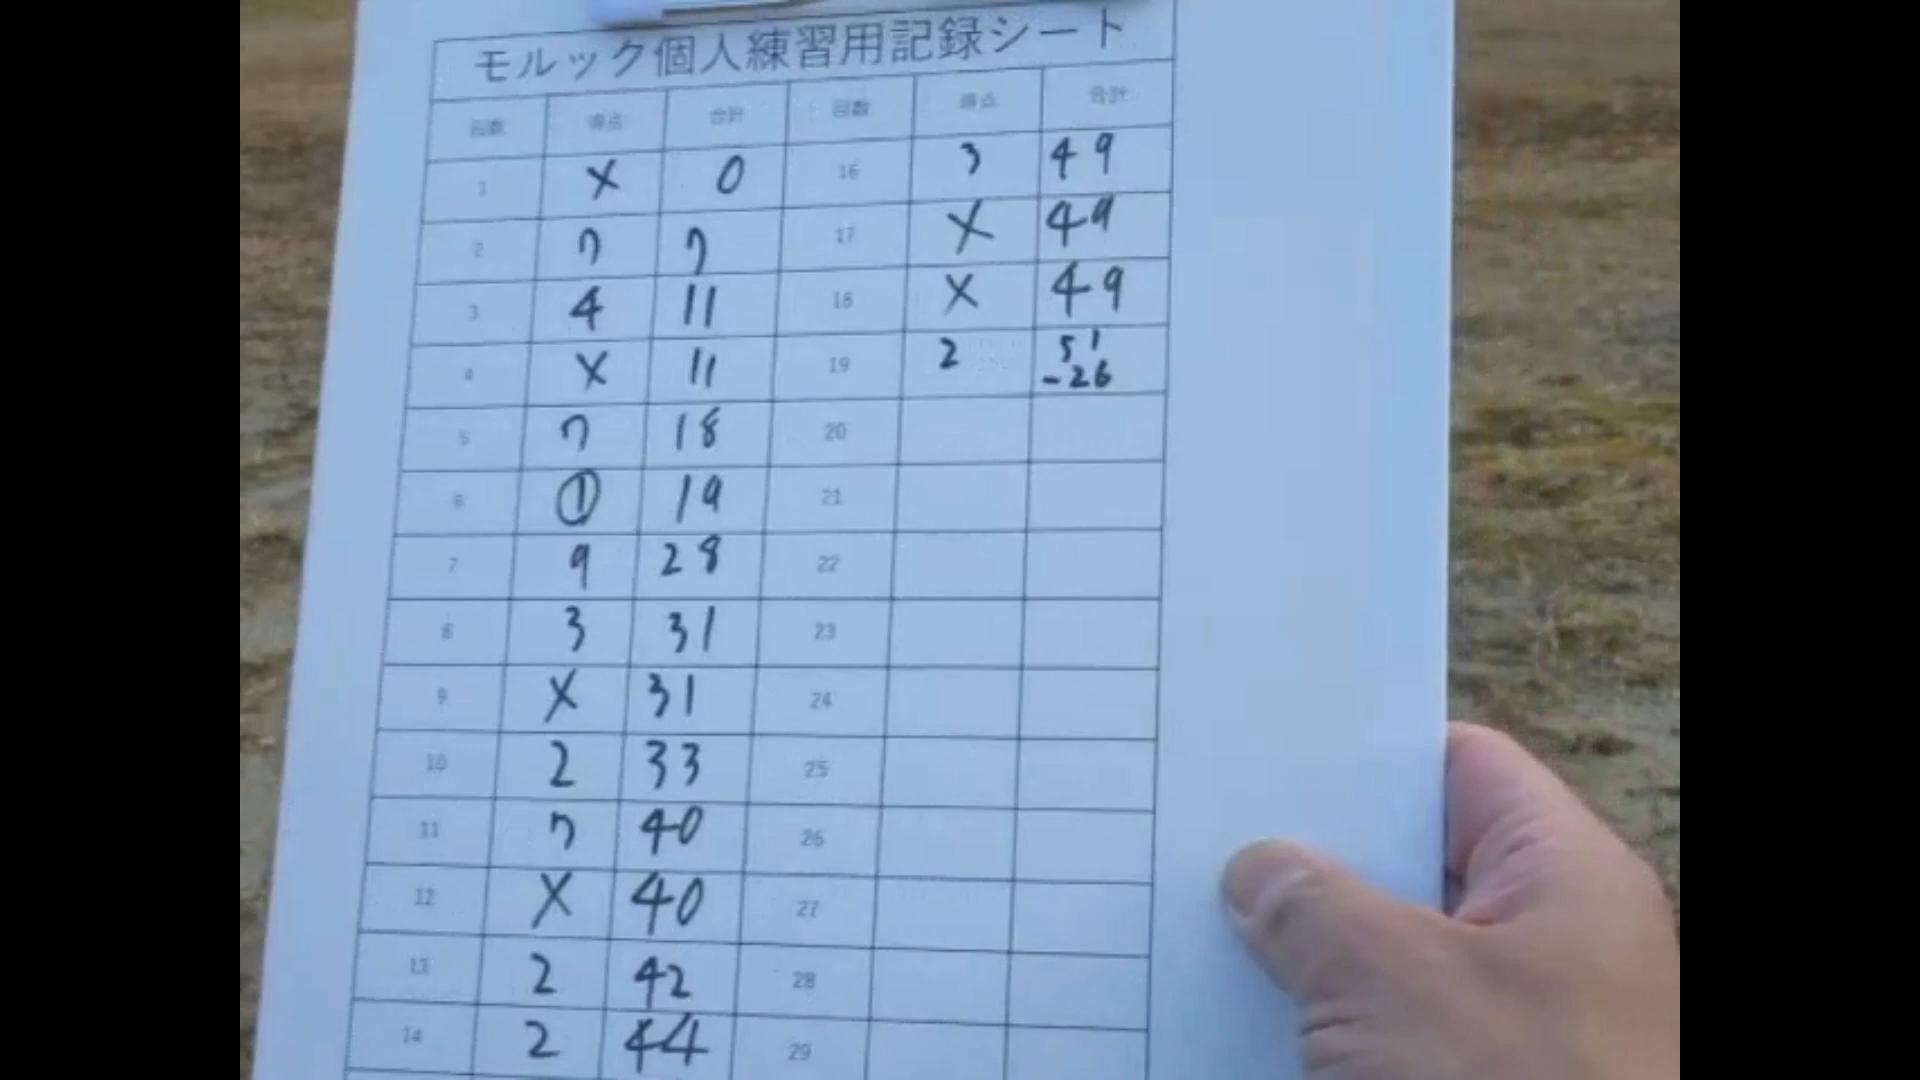 モルック個人練習用記録シート
回数 得点 合計 回数 得点 合計
1 X 0 16 3 49
2 7 7 17 X 49
3 4 11 18 X 49
4 X 11 19 2 51
-26
5 7 18 20
6 ① 19 21
7 9 28 22
8 3 31 23
9 X 31 24
10 2 33 25
11 7 40 26
12 X 40 27
13 2 42 28
14 2 44 29